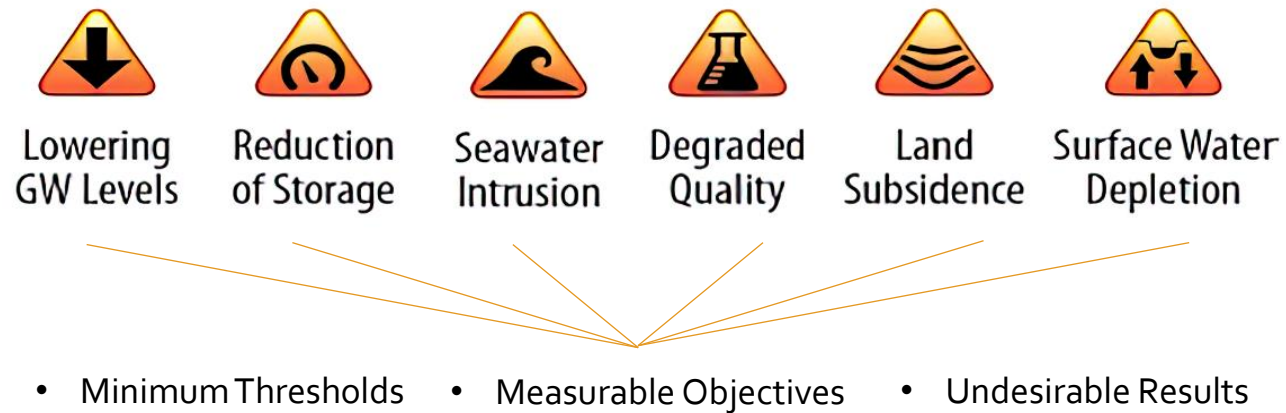 Lowering
GW Levels
Reduction
of Storage
Seawater
Intrusion
Degraded
Quality
Land
Subsidence
Surface Water
Depletion
• Minimum Thresholds
• Measurable Objectives
• Undesirable Results